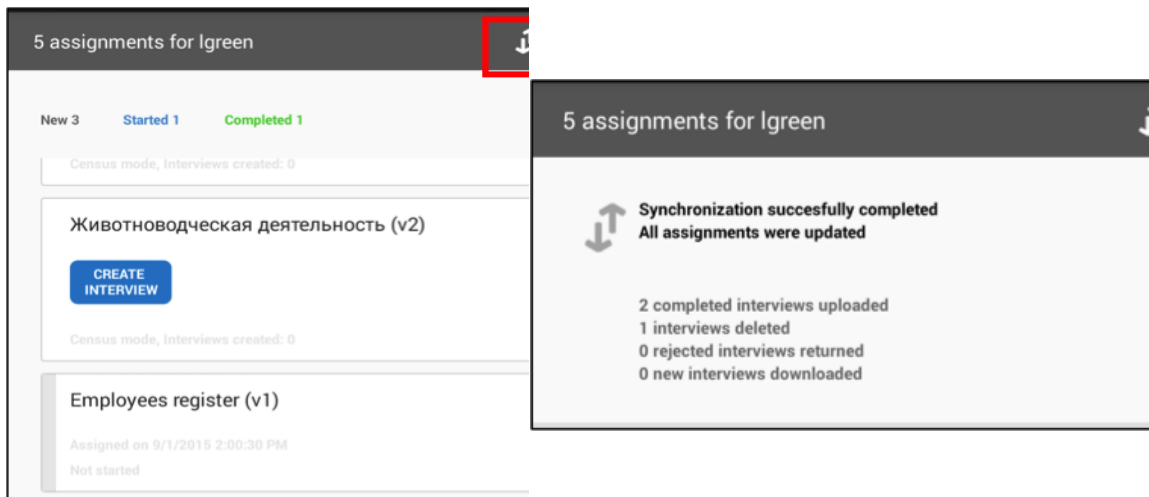 5 assignments for lgreen
New 3 Started 1 Completed 1
Census mode, Interviews created: 0
Животноводческая деятельность (v2)
CREATE
INTERVIEW
Census mode, Interviews created: 0
Employees register (v1)
Assigned on 9/1/2015 2:00:30 PM
Not started
5 assignments for lgreen
Synchronization succesfully completed
All assignments were updated
2 completed interviews uploaded
1 interviews deleted
0 rejected interviews returned
0 new interviews downloaded